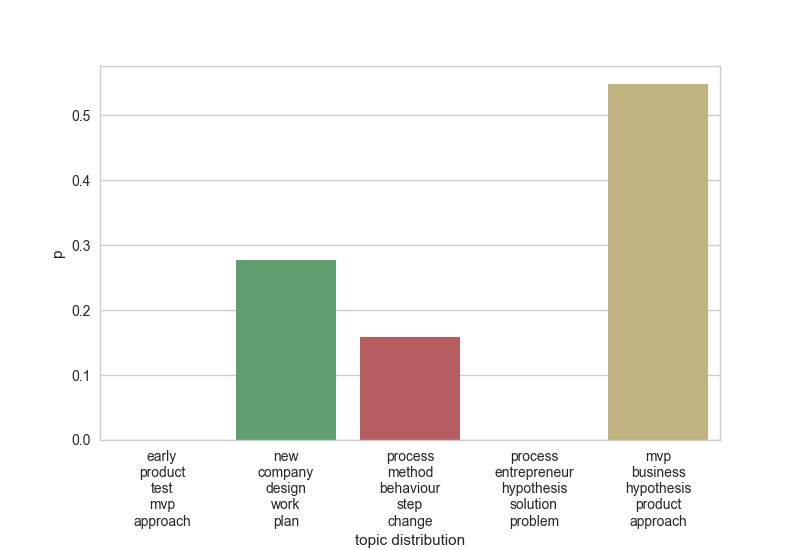 0.5
0.4
0.3
0.2
0.1
0.0
p
early
product
test
mvp
approach
new
company
design
work
plan
process
method
behaviour
step
change
process
entrepreneur
hypothesis
solution
problem
mvp
business
hypothesis
product
approach
topic distribution